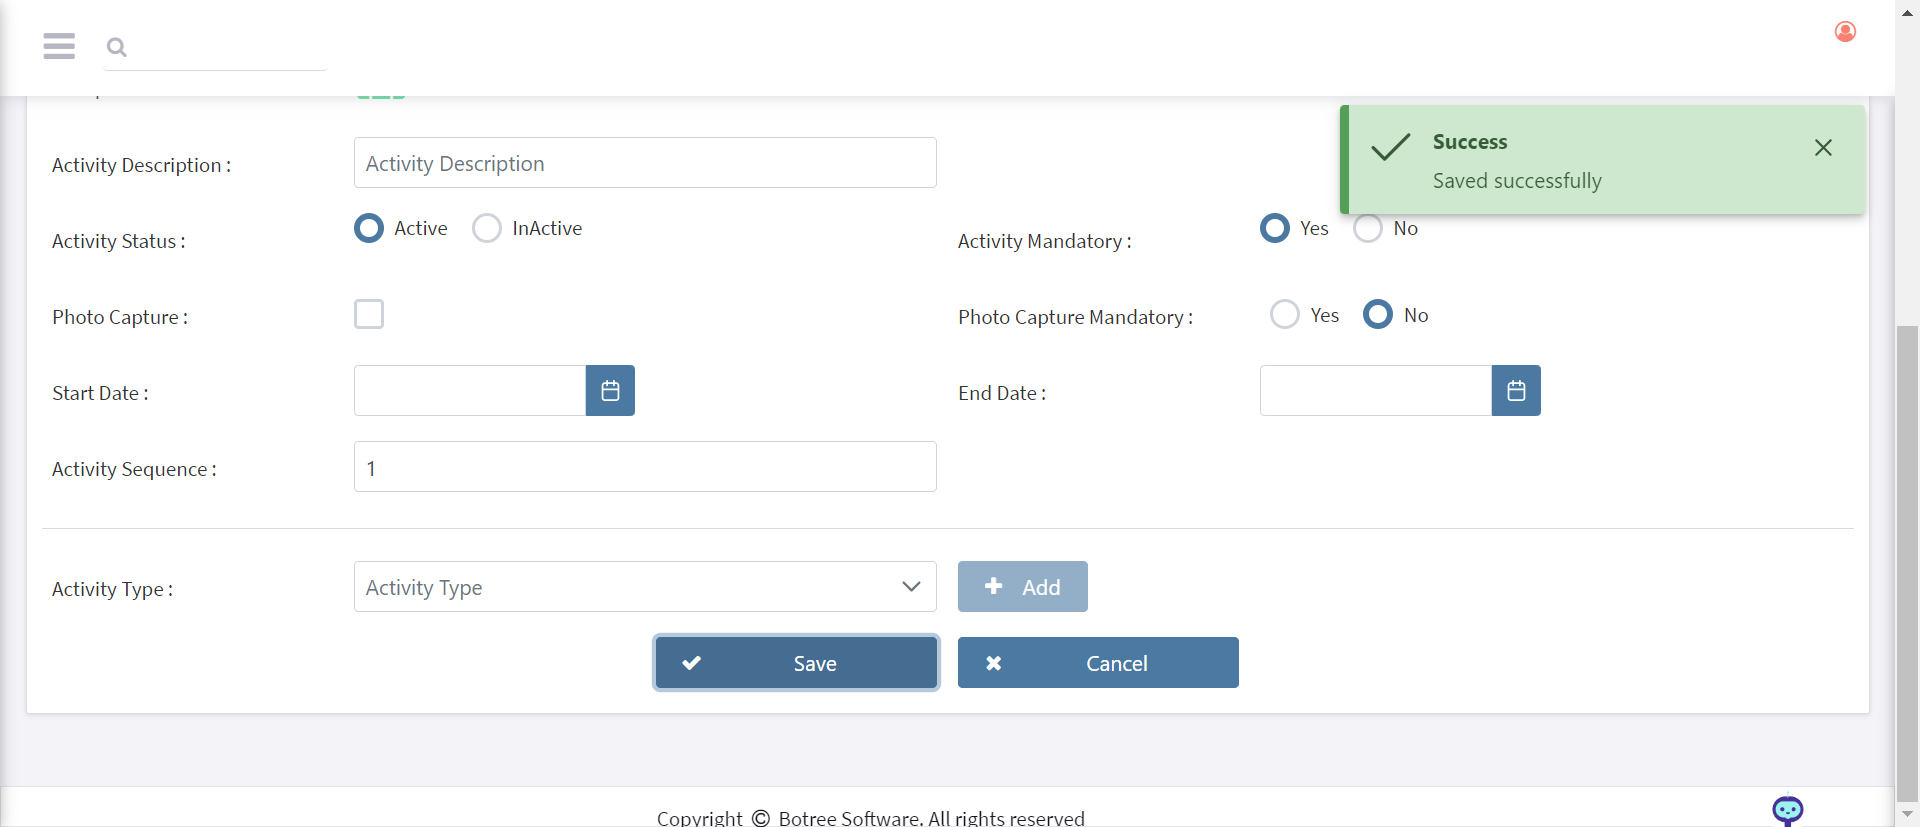 Success
Saved successfully
Activity Description :
Activity Description
Activity Status :
Active
InActive
Activity Mandatory :
Yes
No
Photo Capture :
Photo Capture Mandatory :
Yes
No
Start Date :
End Date :
Activity Sequence :
1
Activity Type :
Activity Type
Add
Save
Cancel
Copyright © Botree Software. All rights reserved